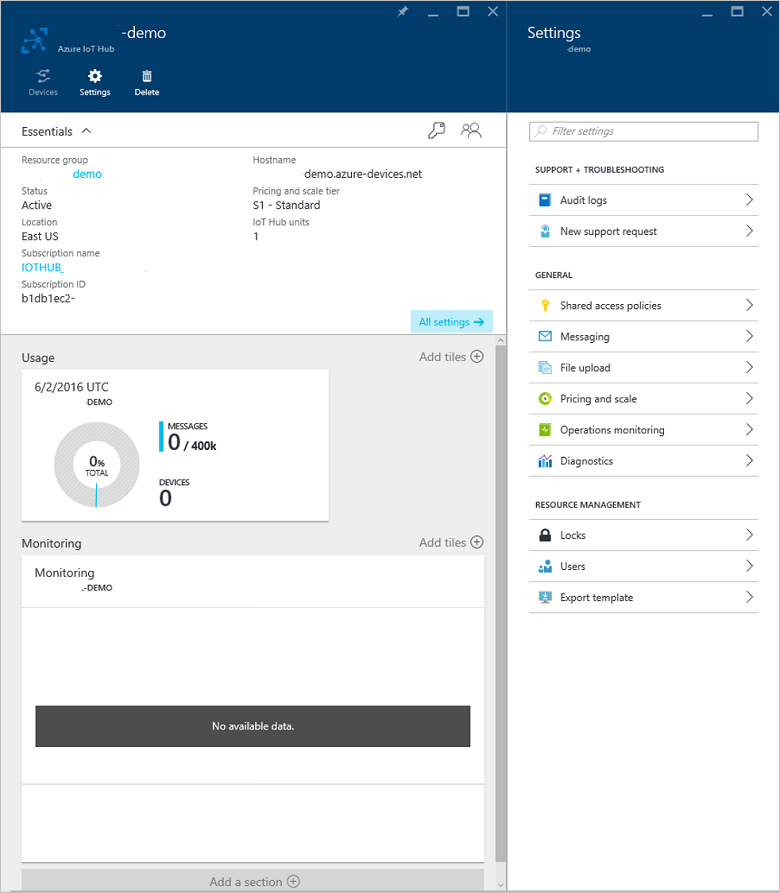 -demo
Azure IoT Hub
Devices
Settings
Delete
Essentials
Resource group
demo
Status
Active
Location
East US
Subscription name
IOTHUB_
Subscription ID
b1db1ec2-
Hostname
demo.azure-devices.net
Pricing and scale tier
S1 - Standard
IoT Hub units
1
All settings
Usage
Add tiles
6/2/2016 UTC
-DEMO
0%
TOTAL
MESSAGES
0 / 400k
DEVICES
0
Monitoring
Add tiles
Monitoring
.-DEMO
No available data.
Add a section
Settings
-demo
Filter settings
SUPPORT + TROUBLESHOOTING
Audit logs
New support request
GENERAL
Shared access policies
Messaging
File upload
Pricing and scale
Operations monitoring
Diagnostics
RESOURCE MANAGEMENT
Locks
Users
Export template